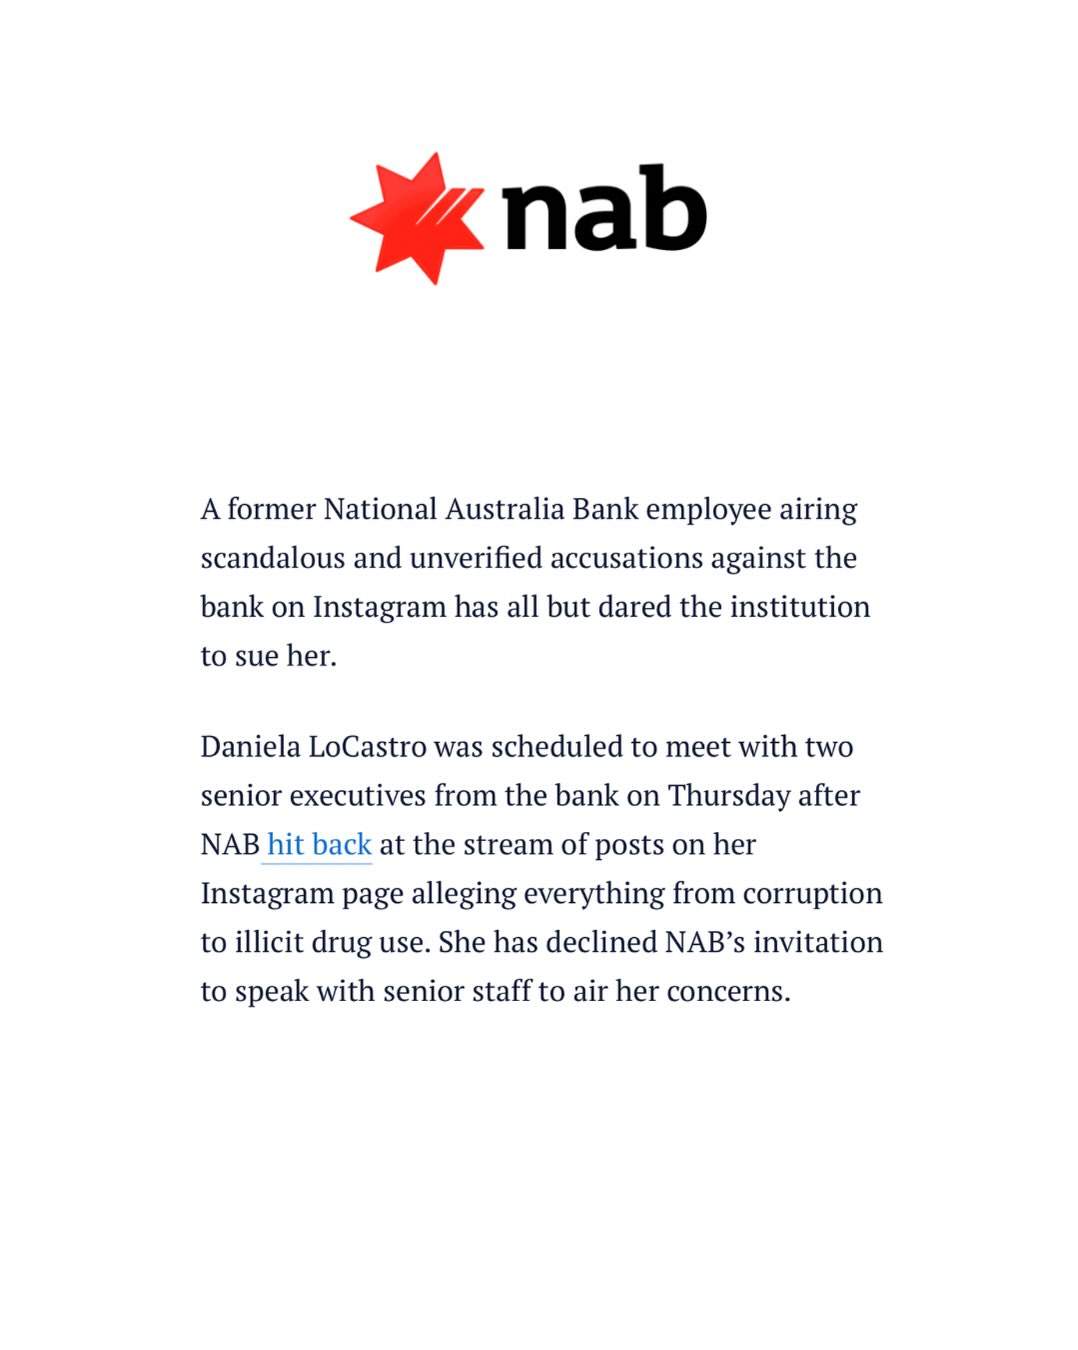 nab
A former National Australia Bank employee airing
scandalous and unverified accusations against the
bank on Instagram has all but dared the institution
to sue her.
Daniela LoCastro was scheduled to meet with two
senior executives from the bank on Thursday after
NAB hit back at the stream of posts on her
Instagram page alleging everything from corruption
to illicit drug use. She has declined NAB’s invitation
to speak with senior staff to air her concerns.